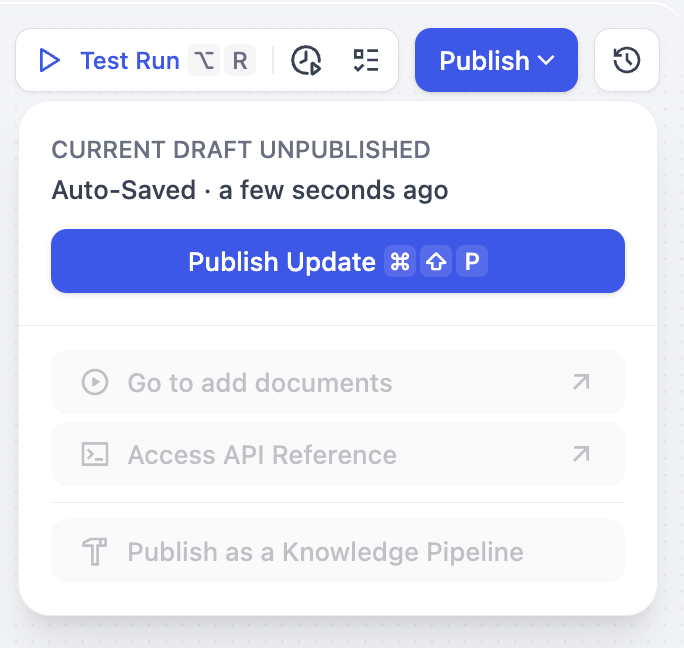 Test Run ⌥ R
Publish
CURRENT DRAFT UNPUBLISHED
Auto-Saved · a few seconds ago
Publish Update ⌘ ⇧ P
Go to add documents
Access API Reference
Publish as a Knowledge Pipeline